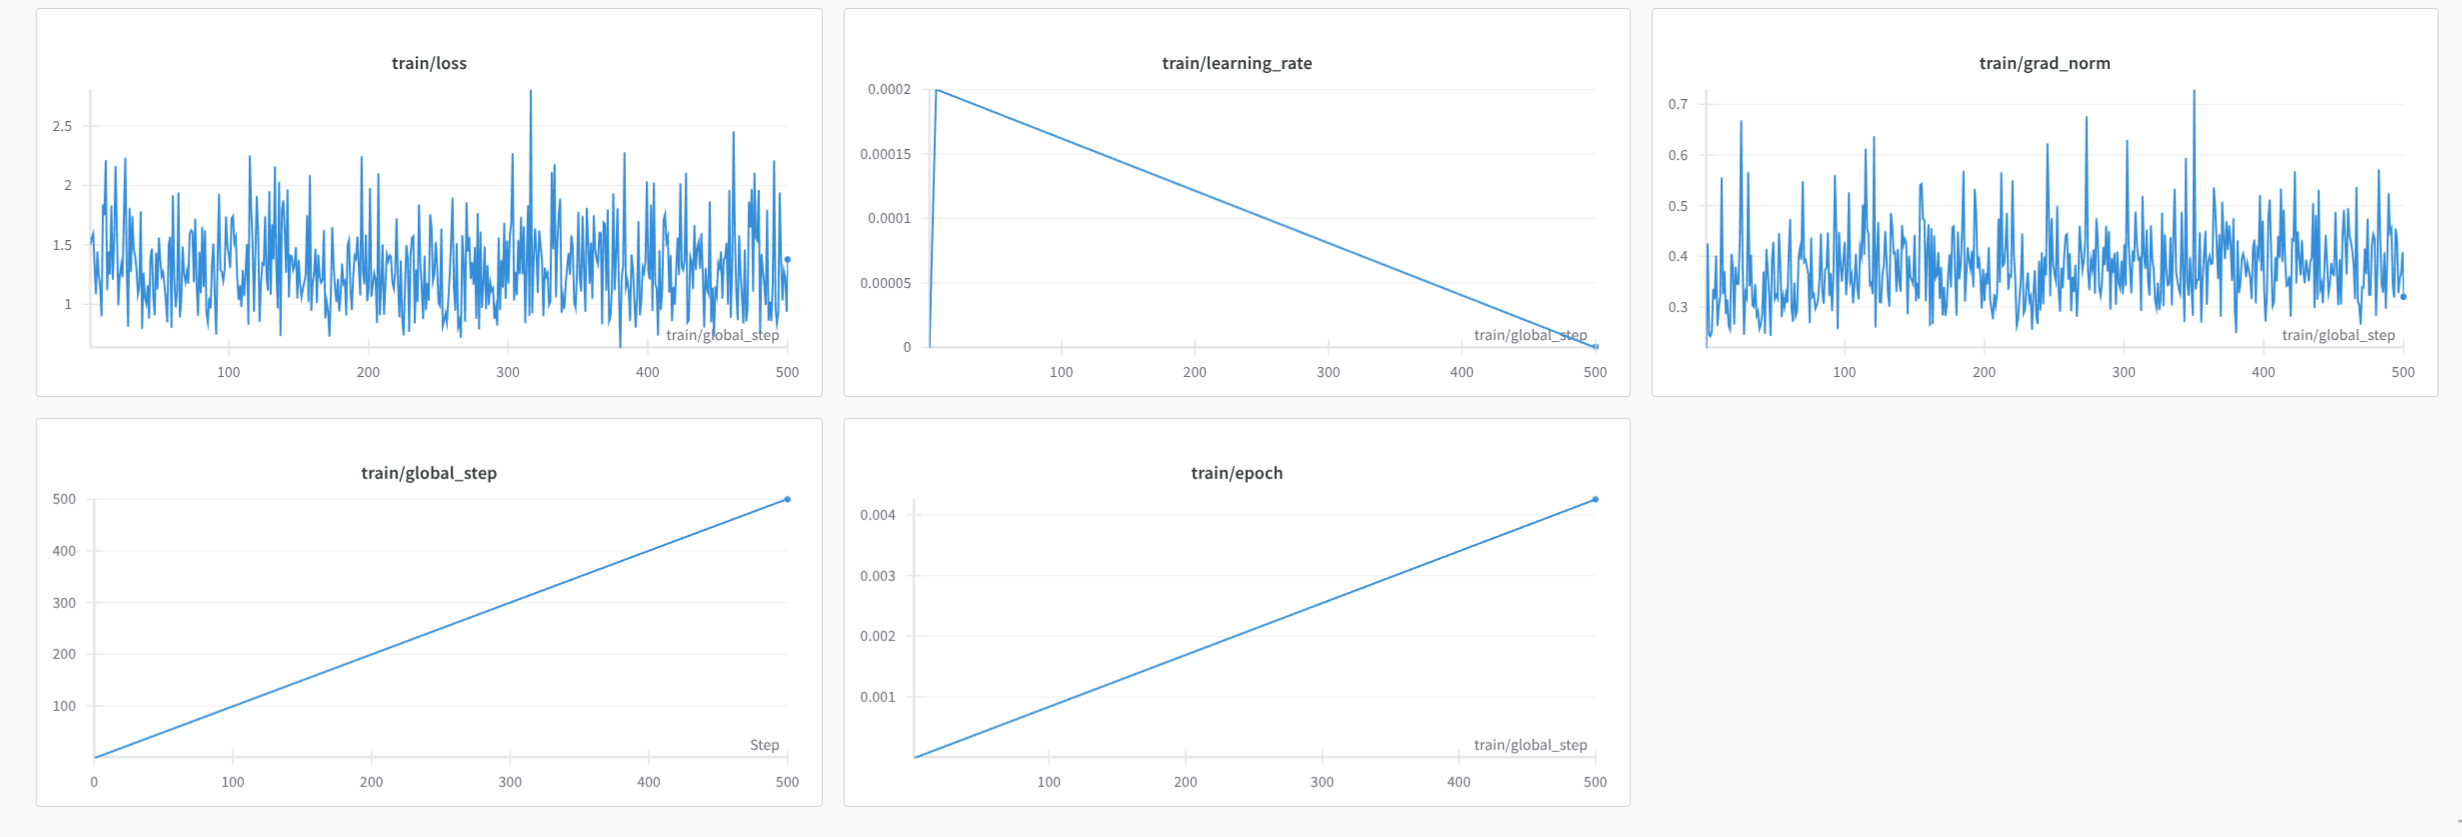 train/loss
2.5
2
1.5
1
train/global_step
100 200 300 400 500
train/learning_rate
0.0002
0.00015
0.0001
0.00005
0
train/global_step
100 200 300 400 500
train/grad_norm
0.7
0.6
0.5
0.4
0.3
train/global_step
100 200 300 400 500
train/global_step
500
400
300
200
100
Step
0 100 200 300 400 500
train/epoch
0.004
0.003
0.002
0.001
train/global_step
100 200 300 400 500